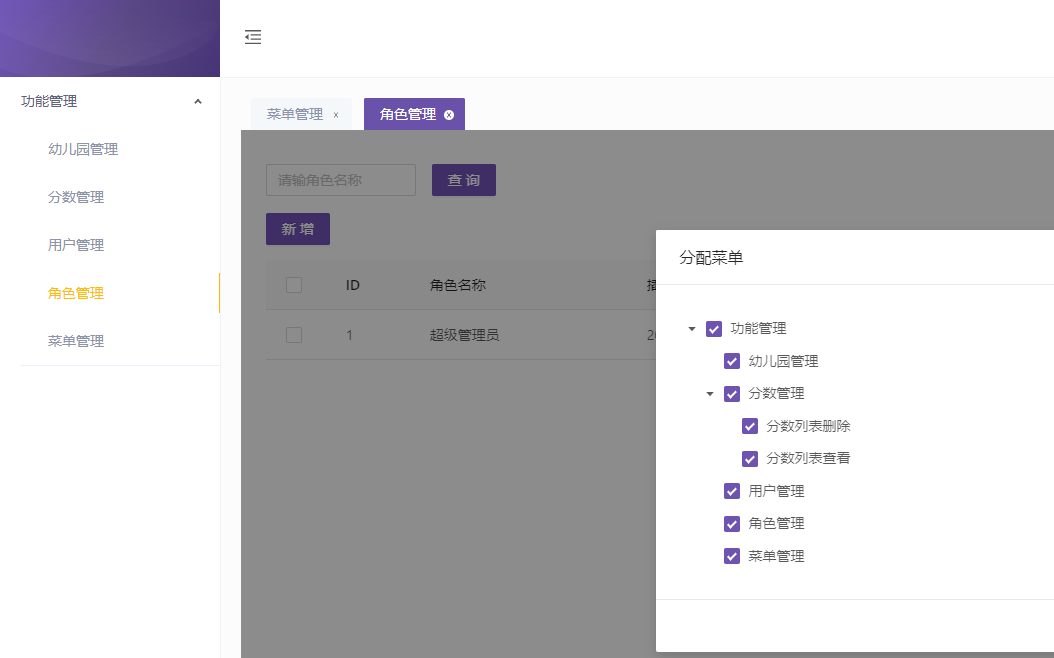 功能管理
幼儿园管理
分数管理
用户管理
角色管理
菜单管理
菜单管理 ×
角色管理
请输角色名称
查 询
新 增
ID 角色名称
1 超级管理员
分配菜单
功能管理
幼儿园管理
分数管理
分数列表删除
分数列表查看
用户管理
角色管理
菜单管理